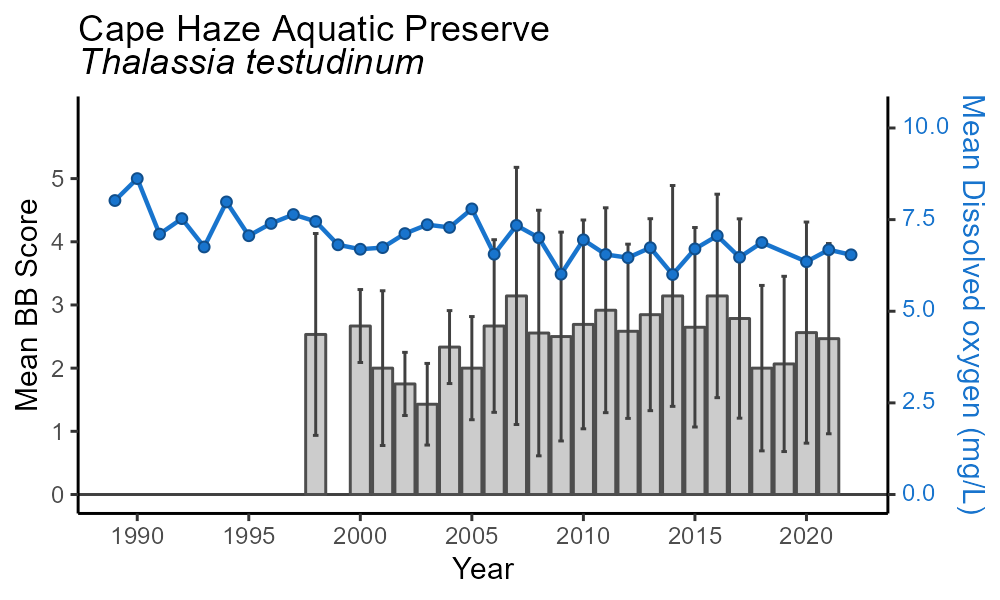 Cape Haze Aquatic Preserve
Thalassia testudinum
Mean BB Score
5
4
3
2
1
0
10.0
7.5
5.0
2.5
0.0
Mean Dissolved oxygen (mg/L)
1990 1995 2000 2005 2010 2015 2020
Year